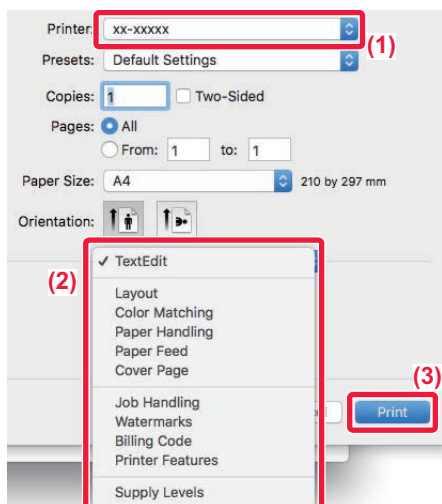 Printer: xx-xxxxx
(1)
Presets: Default Settings
Copies: 1 Two-Sided
Pages: All
From: 1 to: 1
Paper Size: A4 210 by 297 mm
Orientation:
(2)
✓ TextEdit
Layout
Color Matching
Paper Handling
Paper Feed
Cover Page
Job Handling
Watermarks
Billing Code
Printer Features
Supply Levels
(3)
Print